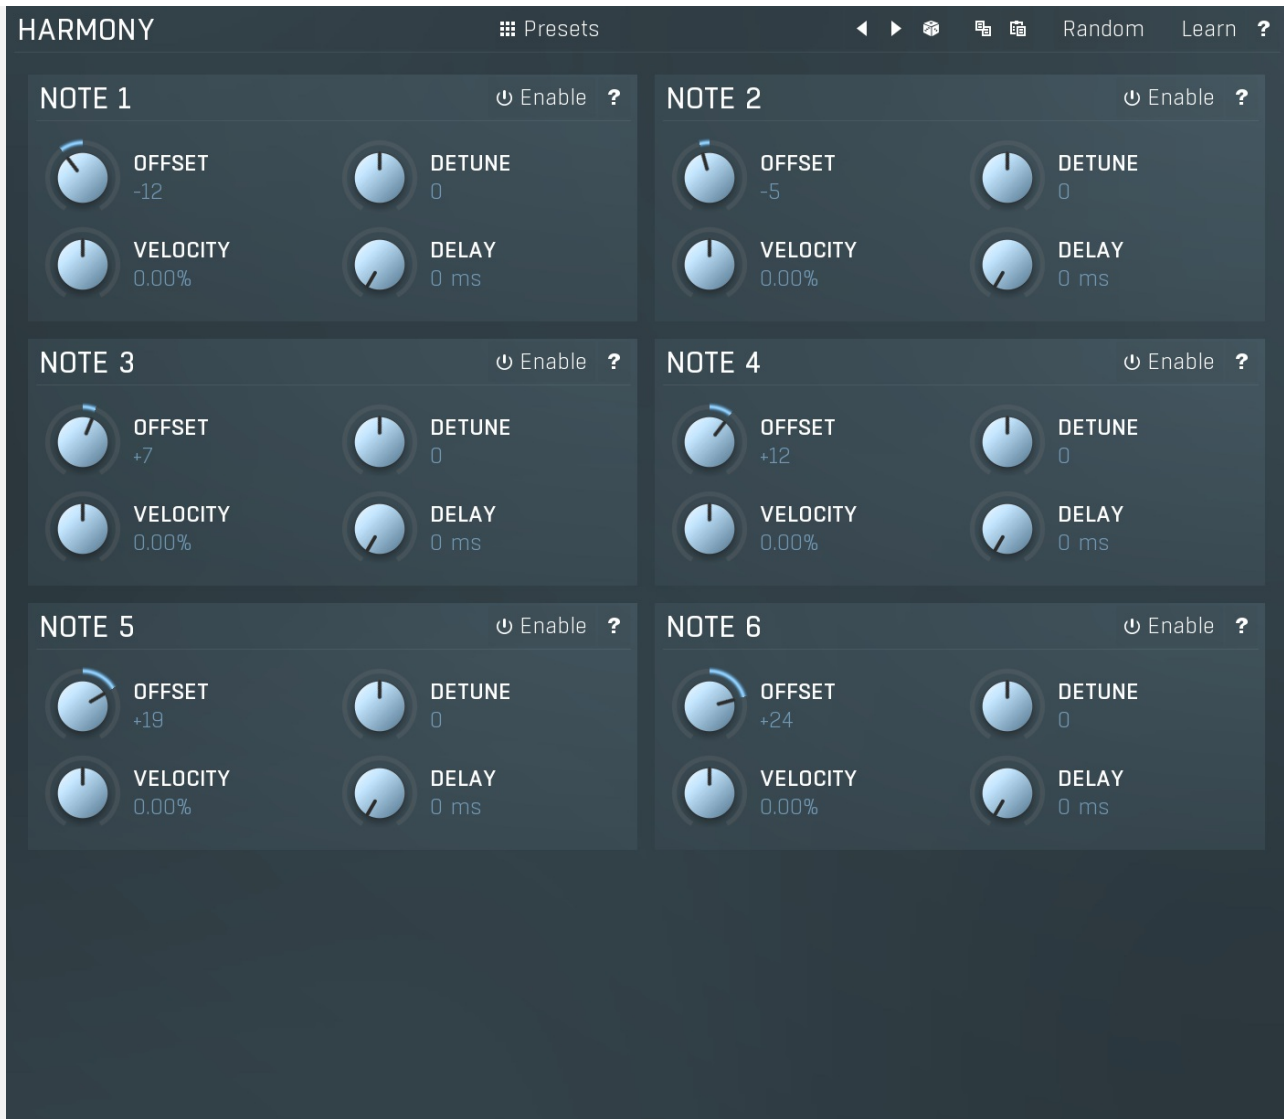 HARMONY Presets Random Learn ?
NOTE 1 Enable ?
OFFSET
-12
DETUNE
0
VELOCITY
0.00%
DELAY
0 ms
NOTE 2 Enable ?
OFFSET
-5
DETUNE
0
VELOCITY
0.00%
DELAY
0 ms
NOTE 3 Enable ?
OFFSET
+7
DETUNE
0
VELOCITY
0.00%
DELAY
0 ms
NOTE 4 Enable ?
OFFSET
+12
DETUNE
0
VELOCITY
0.00%
DELAY
0 ms
NOTE 5 Enable ?
OFFSET
+19
DETUNE
0
VELOCITY
0.00%
DELAY
0 ms
NOTE 6 Enable ?
OFFSET
+24
DETUNE
0
VELOCITY
0.00%
DELAY
0 ms